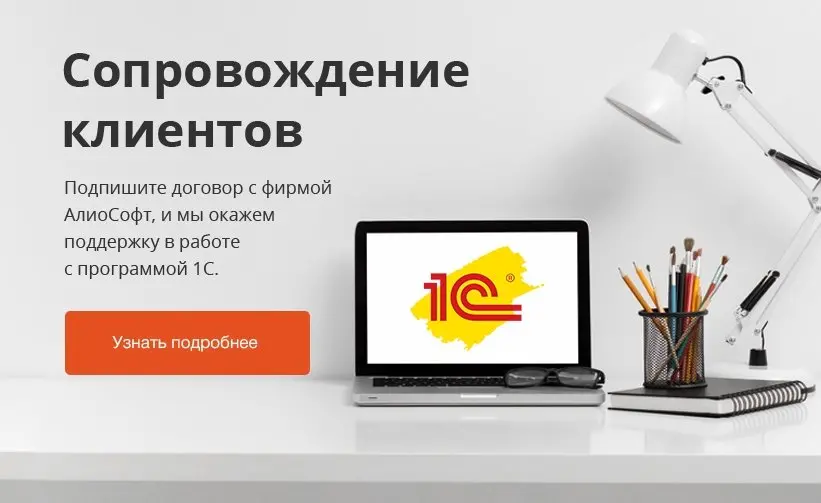 Сопровождение
клиентов
Подпишите договор с фирмой
АлиоСофт, и мы окажем
поддержку в работе
с программой 1С.
Узнать подробнее
1С®